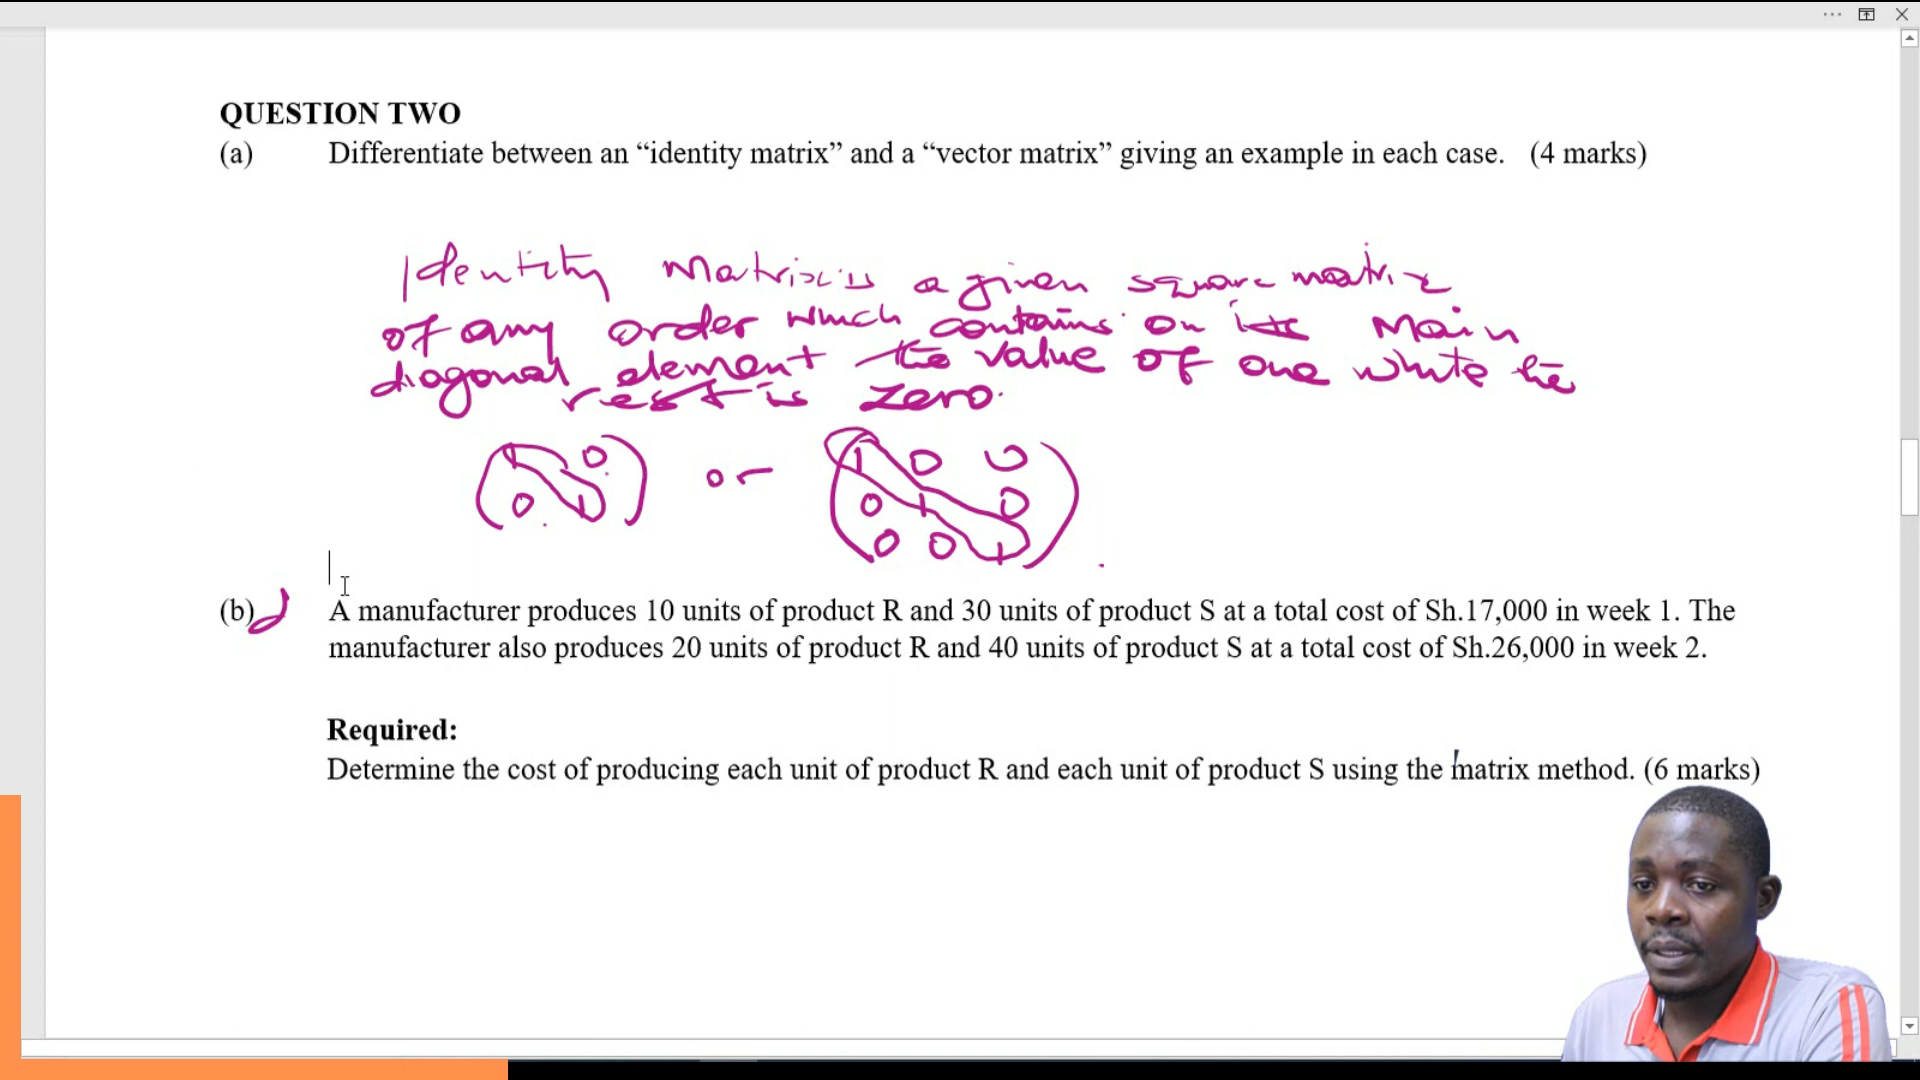 QUESTION TWO
(a) Differentiate between an “identity matrix” and a “vector matrix” giving an example in each case. (4 marks)
Identity Matrix is a given square matrix
of any order which contains on its Main
diagonal element the value of one while the
rest is zero.
1 0 or 1 0 0
0 1 0 1 0
0 0 1
(b) A manufacturer produces 10 units of product R and 30 units of product S at a total cost of Sh.17,000 in week 1. The
manufacturer also produces 20 units of product R and 40 units of product S at a total cost of Sh.26,000 in week 2.
Required:
Determine the cost of producing each unit of product R and each unit of product S using the matrix method. (6 marks)